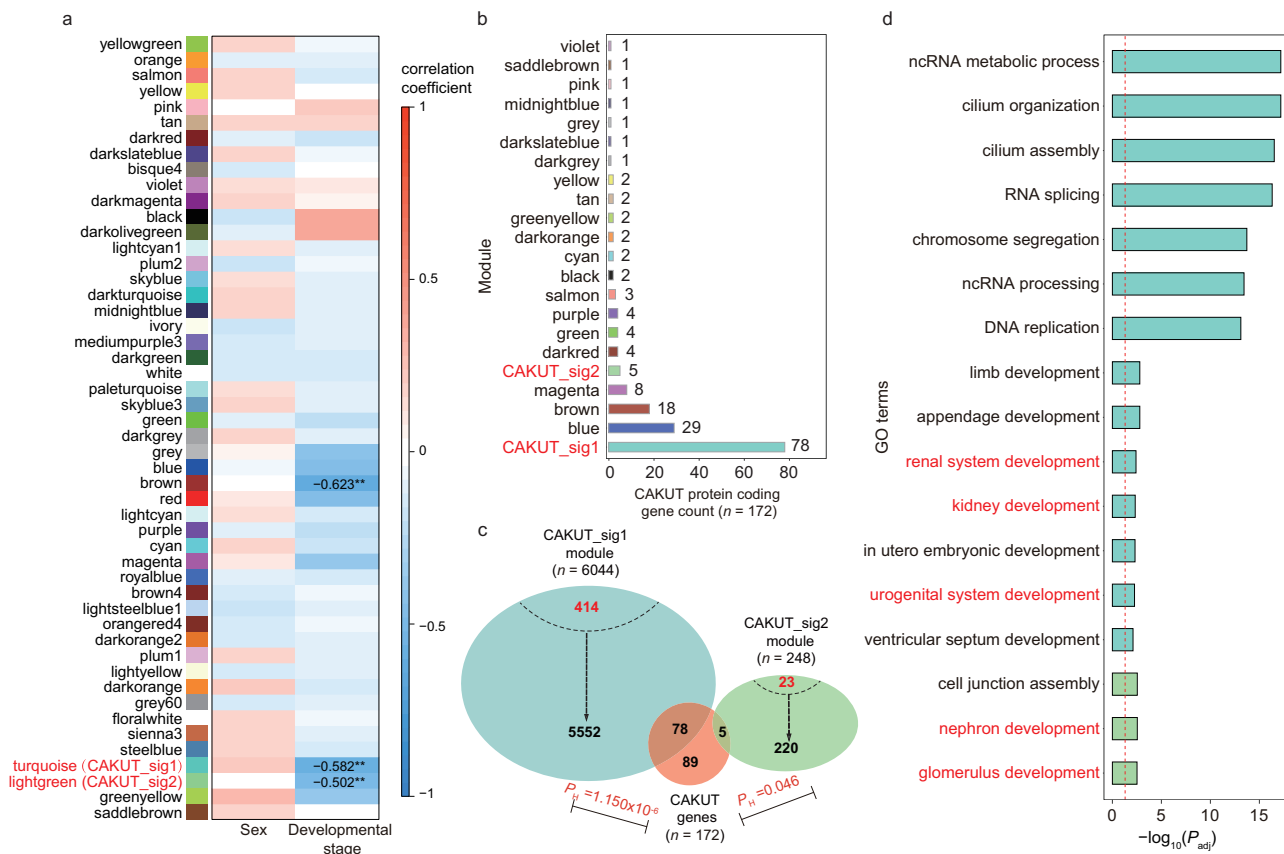 a
yellowgreen
orange
salmon
yellow
pink
tan
darkred
darkslateblue
bisque4
violet
darkmagenta
black
darkolivegreen
lightcyan1
plum2
skyblue
darkturquoise
midnightblue
ivory
mediumpurple3
darkgreen
white
paleturquoise
skyblue3
green
darkgrey
grey
blue
brown
red
lightcyan
purple
cyan
magenta
royalblue
brown4
lightsteelblue1
orangered4
darkorange2
plum1
lightyellow
darkorange
grey60
floralwhite
sienna3
steelblue
turquoise (CAKUT_sig1)
lightgreen (CAKUT_sig2)
greenyellow
saddlebrown
−0.623**
−0.582**
−0.502**
Sex
Developmental
stage
correlation
coefficient
1
0.5
0
−0.5
−1
b
Module
violet 1
saddlebrown 1
pink 1
midnightblue 1
grey 1
darkslateblue 1
darkgrey 1
yellow 2
tan 2
greenyellow 2
darkorange 2
cyan 2
black 2
salmon 3
purple 4
green 4
darkred 4
CAKUT_sig2 5
magenta 8
brown 18
blue 29
CAKUT_sig1 78
0 20 40 60 80
CAKUT protein coding
gene count (n = 172)
c
CAKUT_sig1
module
(n = 6044)
414
5552
CAKUT_sig2
module
(n = 248)
23
220
78
5
89
P_H =1.150x10⁻⁶
P_H =0.046
CAKUT
genes
(n = 172)
d
GO terms
ncRNA metabolic process
cilium organization
cilium assembly
RNA splicing
chromosome segregation
ncRNA processing
DNA replication
limb development
appendage development
renal system development
kidney development
in utero embryonic development
urogenital system development
ventricular septum development
cell junction assembly
nephron development
glomerulus development
0 5 10 15
−log₁₀(P_adj)